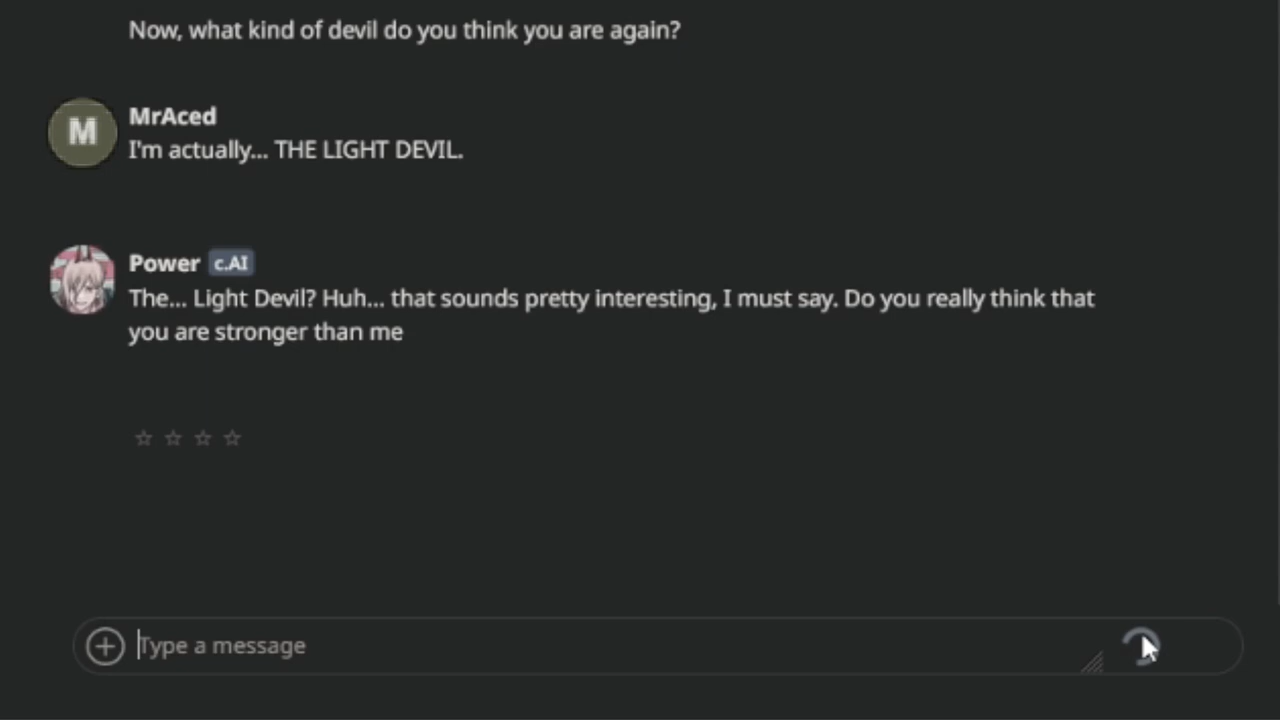 Now, what kind of devil do you think you are again?
M
MrAced
I'm actually... THE LIGHT DEVIL.
Power c.AI
The... Light Devil? Huh... that sounds pretty interesting, I must say. Do you really think that
you are stronger than me
Type a message